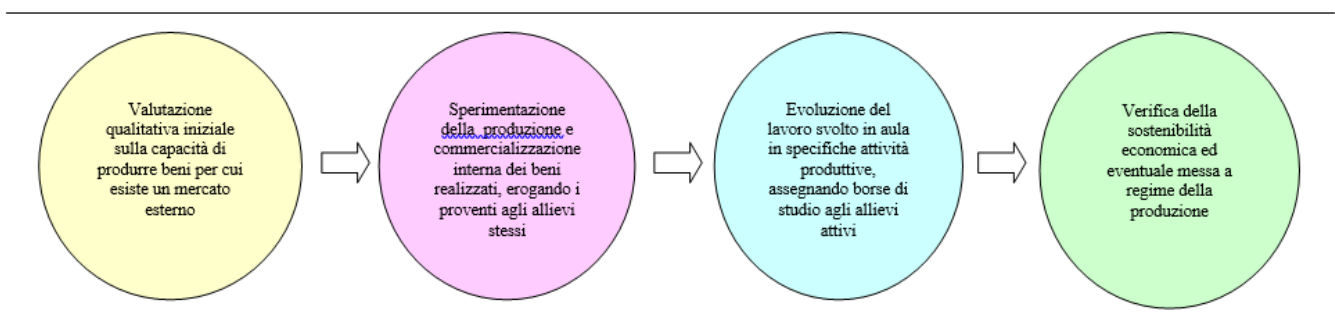 Valutazione
qualitativa iniziale
sulla capacità di
produrre beni per cui
esiste un mercato
esterno
Sperimentazione
della  produzione e
commercializzazione
interna dei beni
realizzati, erogando i
proventi agli allievi
stessi
Evoluzione del
lavoro svolto in aula
in specifiche attività
produttive,
assegnando borse di
studio agli allievi
attivi
Verifica della
sostenibilità
economica ed
eventuale messa a
regime della
produzione